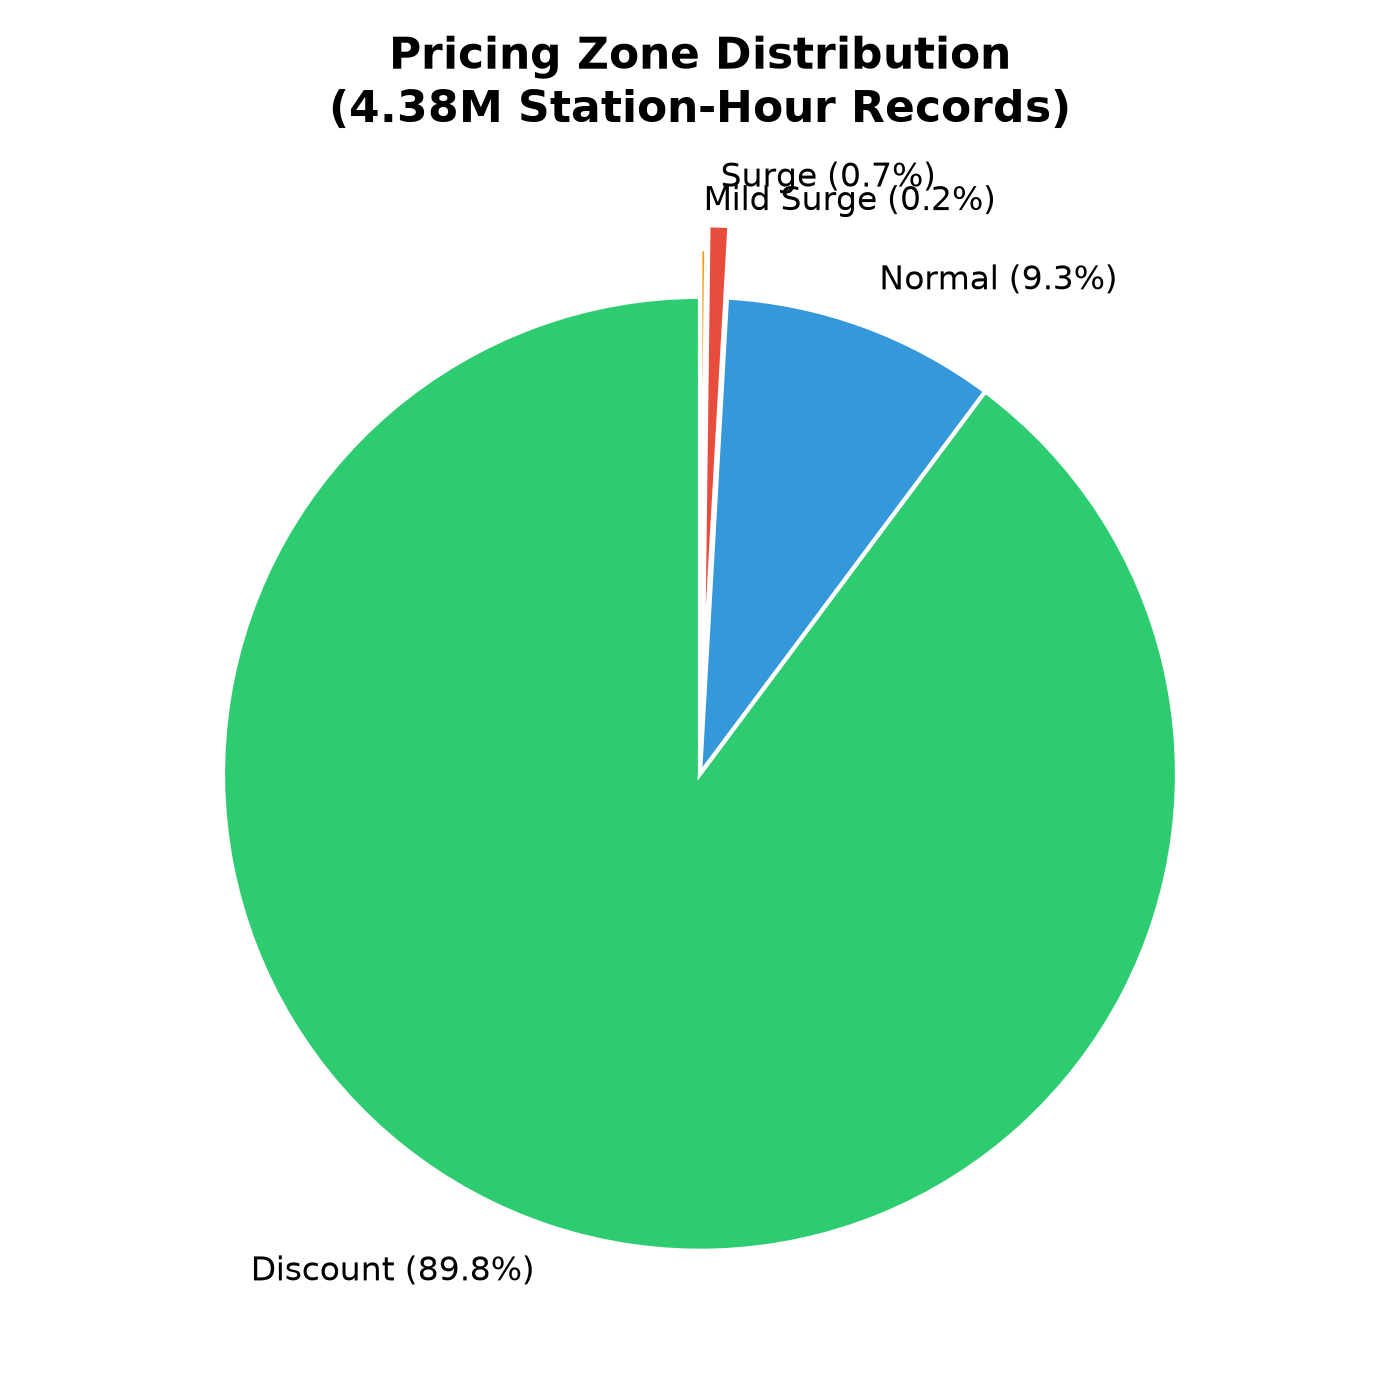 Pricing Zone Distribution
(4.38M Station-Hour Records)
Surge (0.7%)
Mild Surge (0.2%)
Normal (9.3%)
Discount (89.8%)